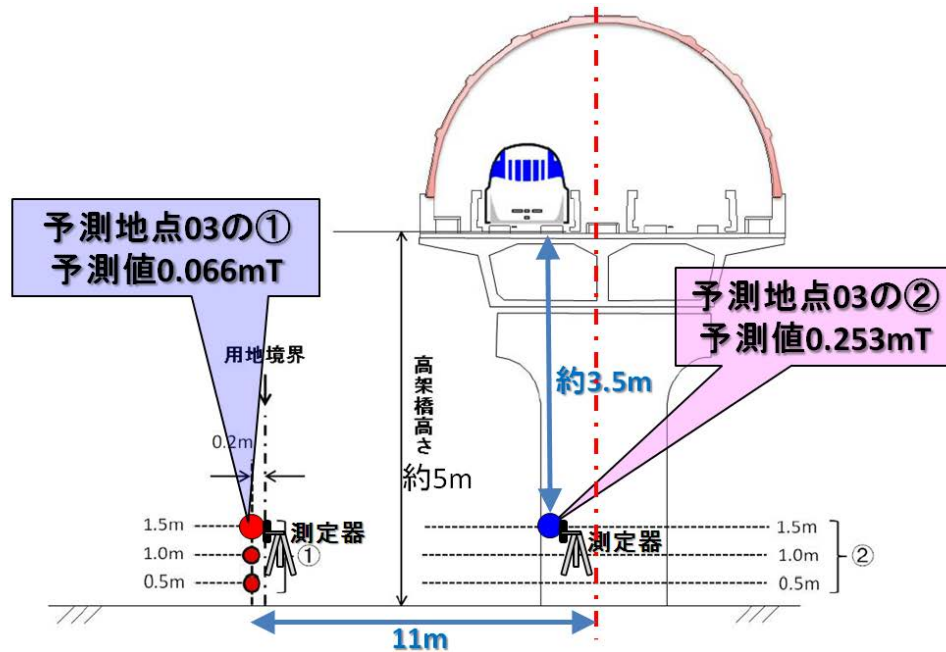 予測地点03の①
予測値0.066mT
予測地点03の②
予測値0.253mT
用地境界
高架橋高さ
約5m
約3.5m
0.2m
1.5m
1.0m
0.5m
測定器
①
測定器
1.5m
1.0m
0.5m
②
11m